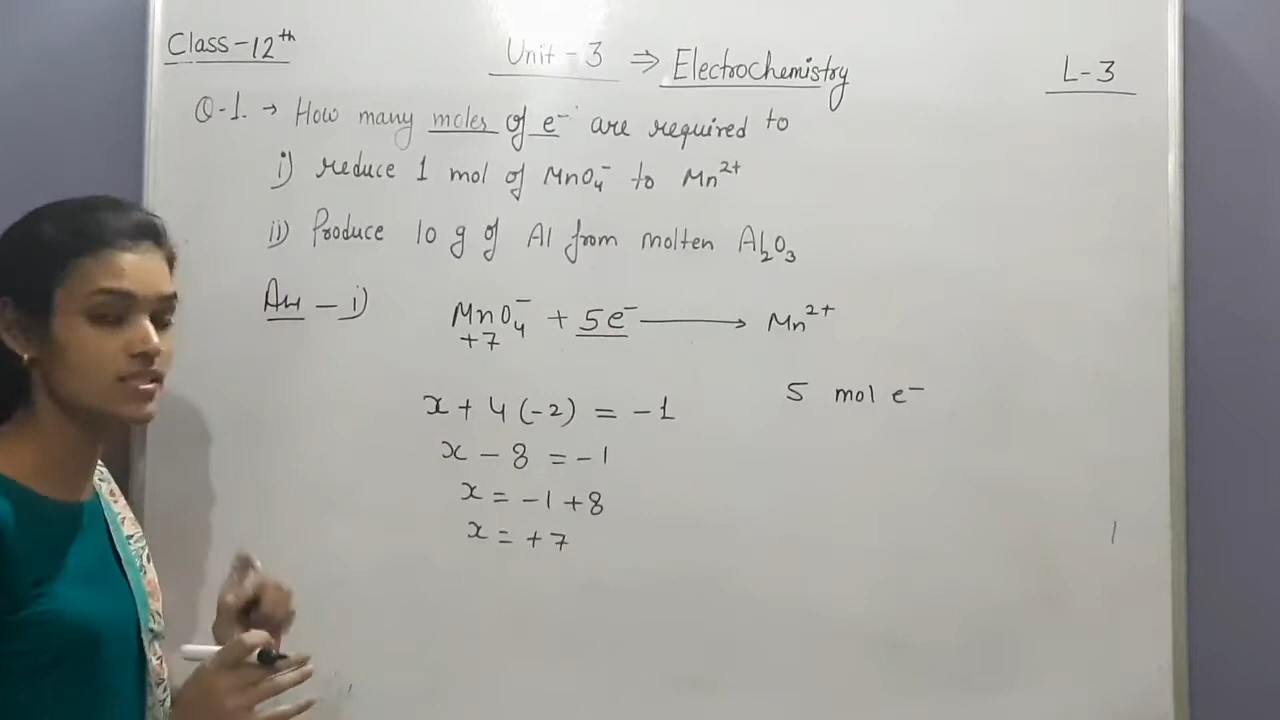 Class-12th
Unit-3 ⇒ Electrochemistry
L-3
Q-1. → How many moles of e⁻ are required to
i) reduce 1 mol of MnO₄⁻ to Mn²⁺
ii) Produce 10 g of Al from molten Al₂O₃
Ans - i) MnO₄⁻ + 5e⁻ ⟶ Mn²⁺
+7
5 mol e⁻
x + 4(-2) = -1
x - 8 = -1
x = -1 + 8
x = +7